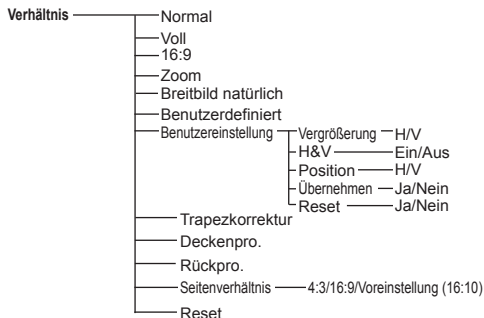 Verhältnis Normal
Voll
16:9
Zoom
Breitbild natürlich
Benutzerdefiniert
Benutzereinstellung Vergrößerung H/V
H&V Ein/Aus
Position H/V
Übernehmen Ja/Nein
Reset Ja/Nein
Trapezkorrektur
Deckenpro.
Rückpro.
Seitenverhältnis 4:3/16:9/Voreinstellung (16:10)
Reset